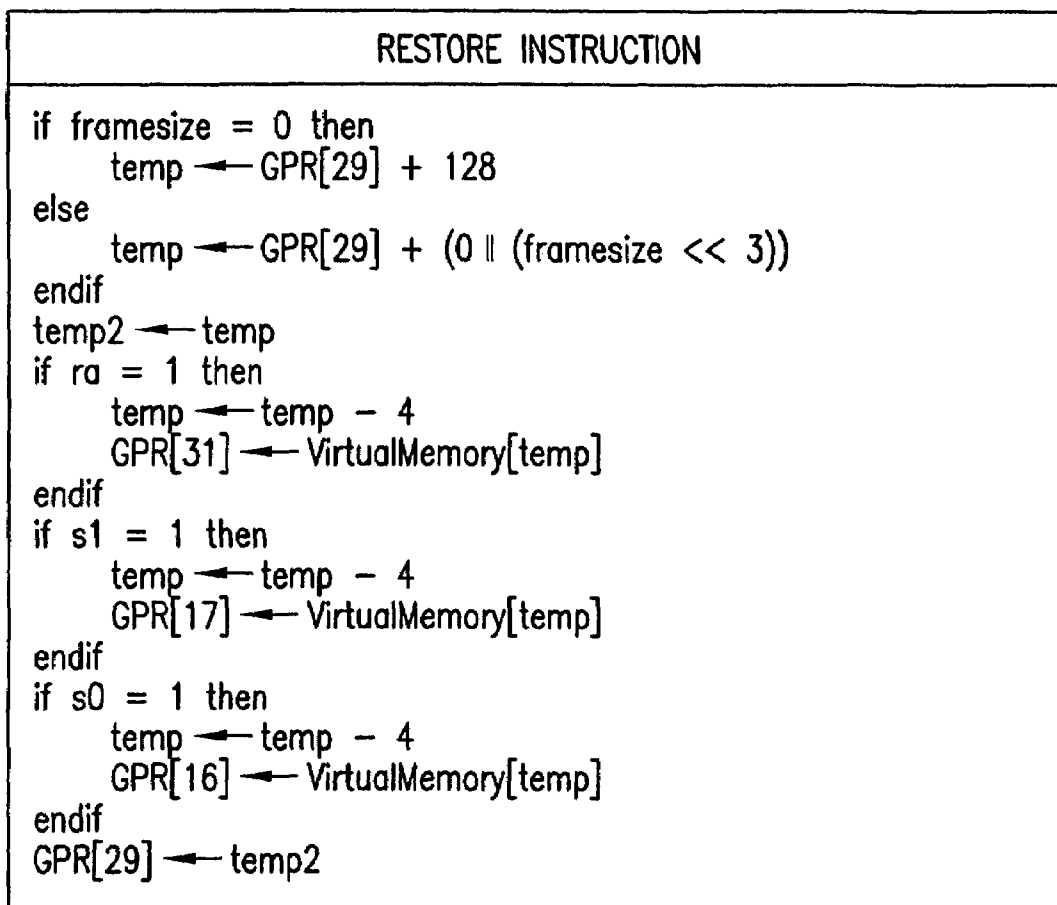 RESTORE INSTRUCTION
if framesize = 0 then
temp ← GPR[29] + 128
else
temp ← GPR[29] + (0 || (framesize << 3))
endif
temp2 ← temp
if ra = 1 then
temp ← temp − 4
GPR[31] ← VirtualMemory[temp]
endif
if s1 = 1 then
temp ← temp − 4
GPR[17] ← VirtualMemory[temp]
endif
if s0 = 1 then
temp ← temp − 4
GPR[16] ← VirtualMemory[temp]
endif
GPR[29] ← temp2